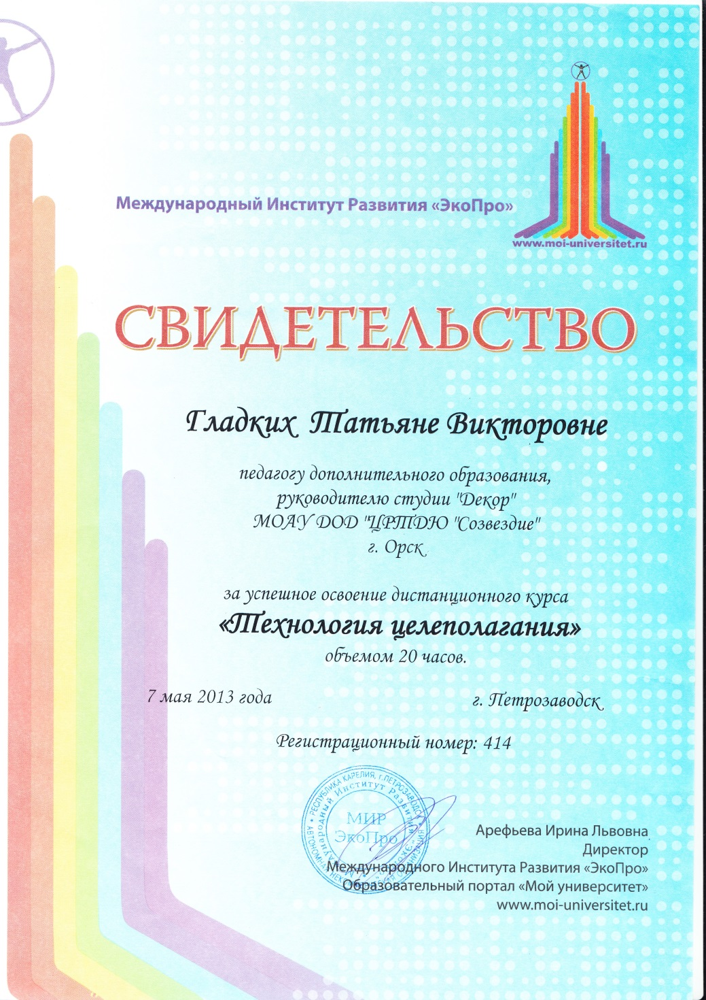 Международный Институт Развития «ЭкоПро»
www.moi-universitet.ru
СВИДЕТЕЛЬСТВО
Гладких Татьяне Викторовне
педагогу дополнительного образования,
руководителю студии "Декор"
МОАУ ДОД "ЦРТДЮ "Созвездие"
г. Орск
за успешное освоение дистанционного курса
«Технология целеполагания»
объемом 20 часов.
7 мая 2013 года
г. Петрозаводск
Регистрационный номер: 414
РЕСПУБЛИКА КАРЕЛИЯ, г.ПЕТРОЗАВОДСК
Международный Институт Развития
МИР
ЭкоПро
Арефьева Ирина Львовна
Директор
Международного Института Развития «ЭкоПро»
Образовательный портал «Мой университет»
www.moi-universitet.ru